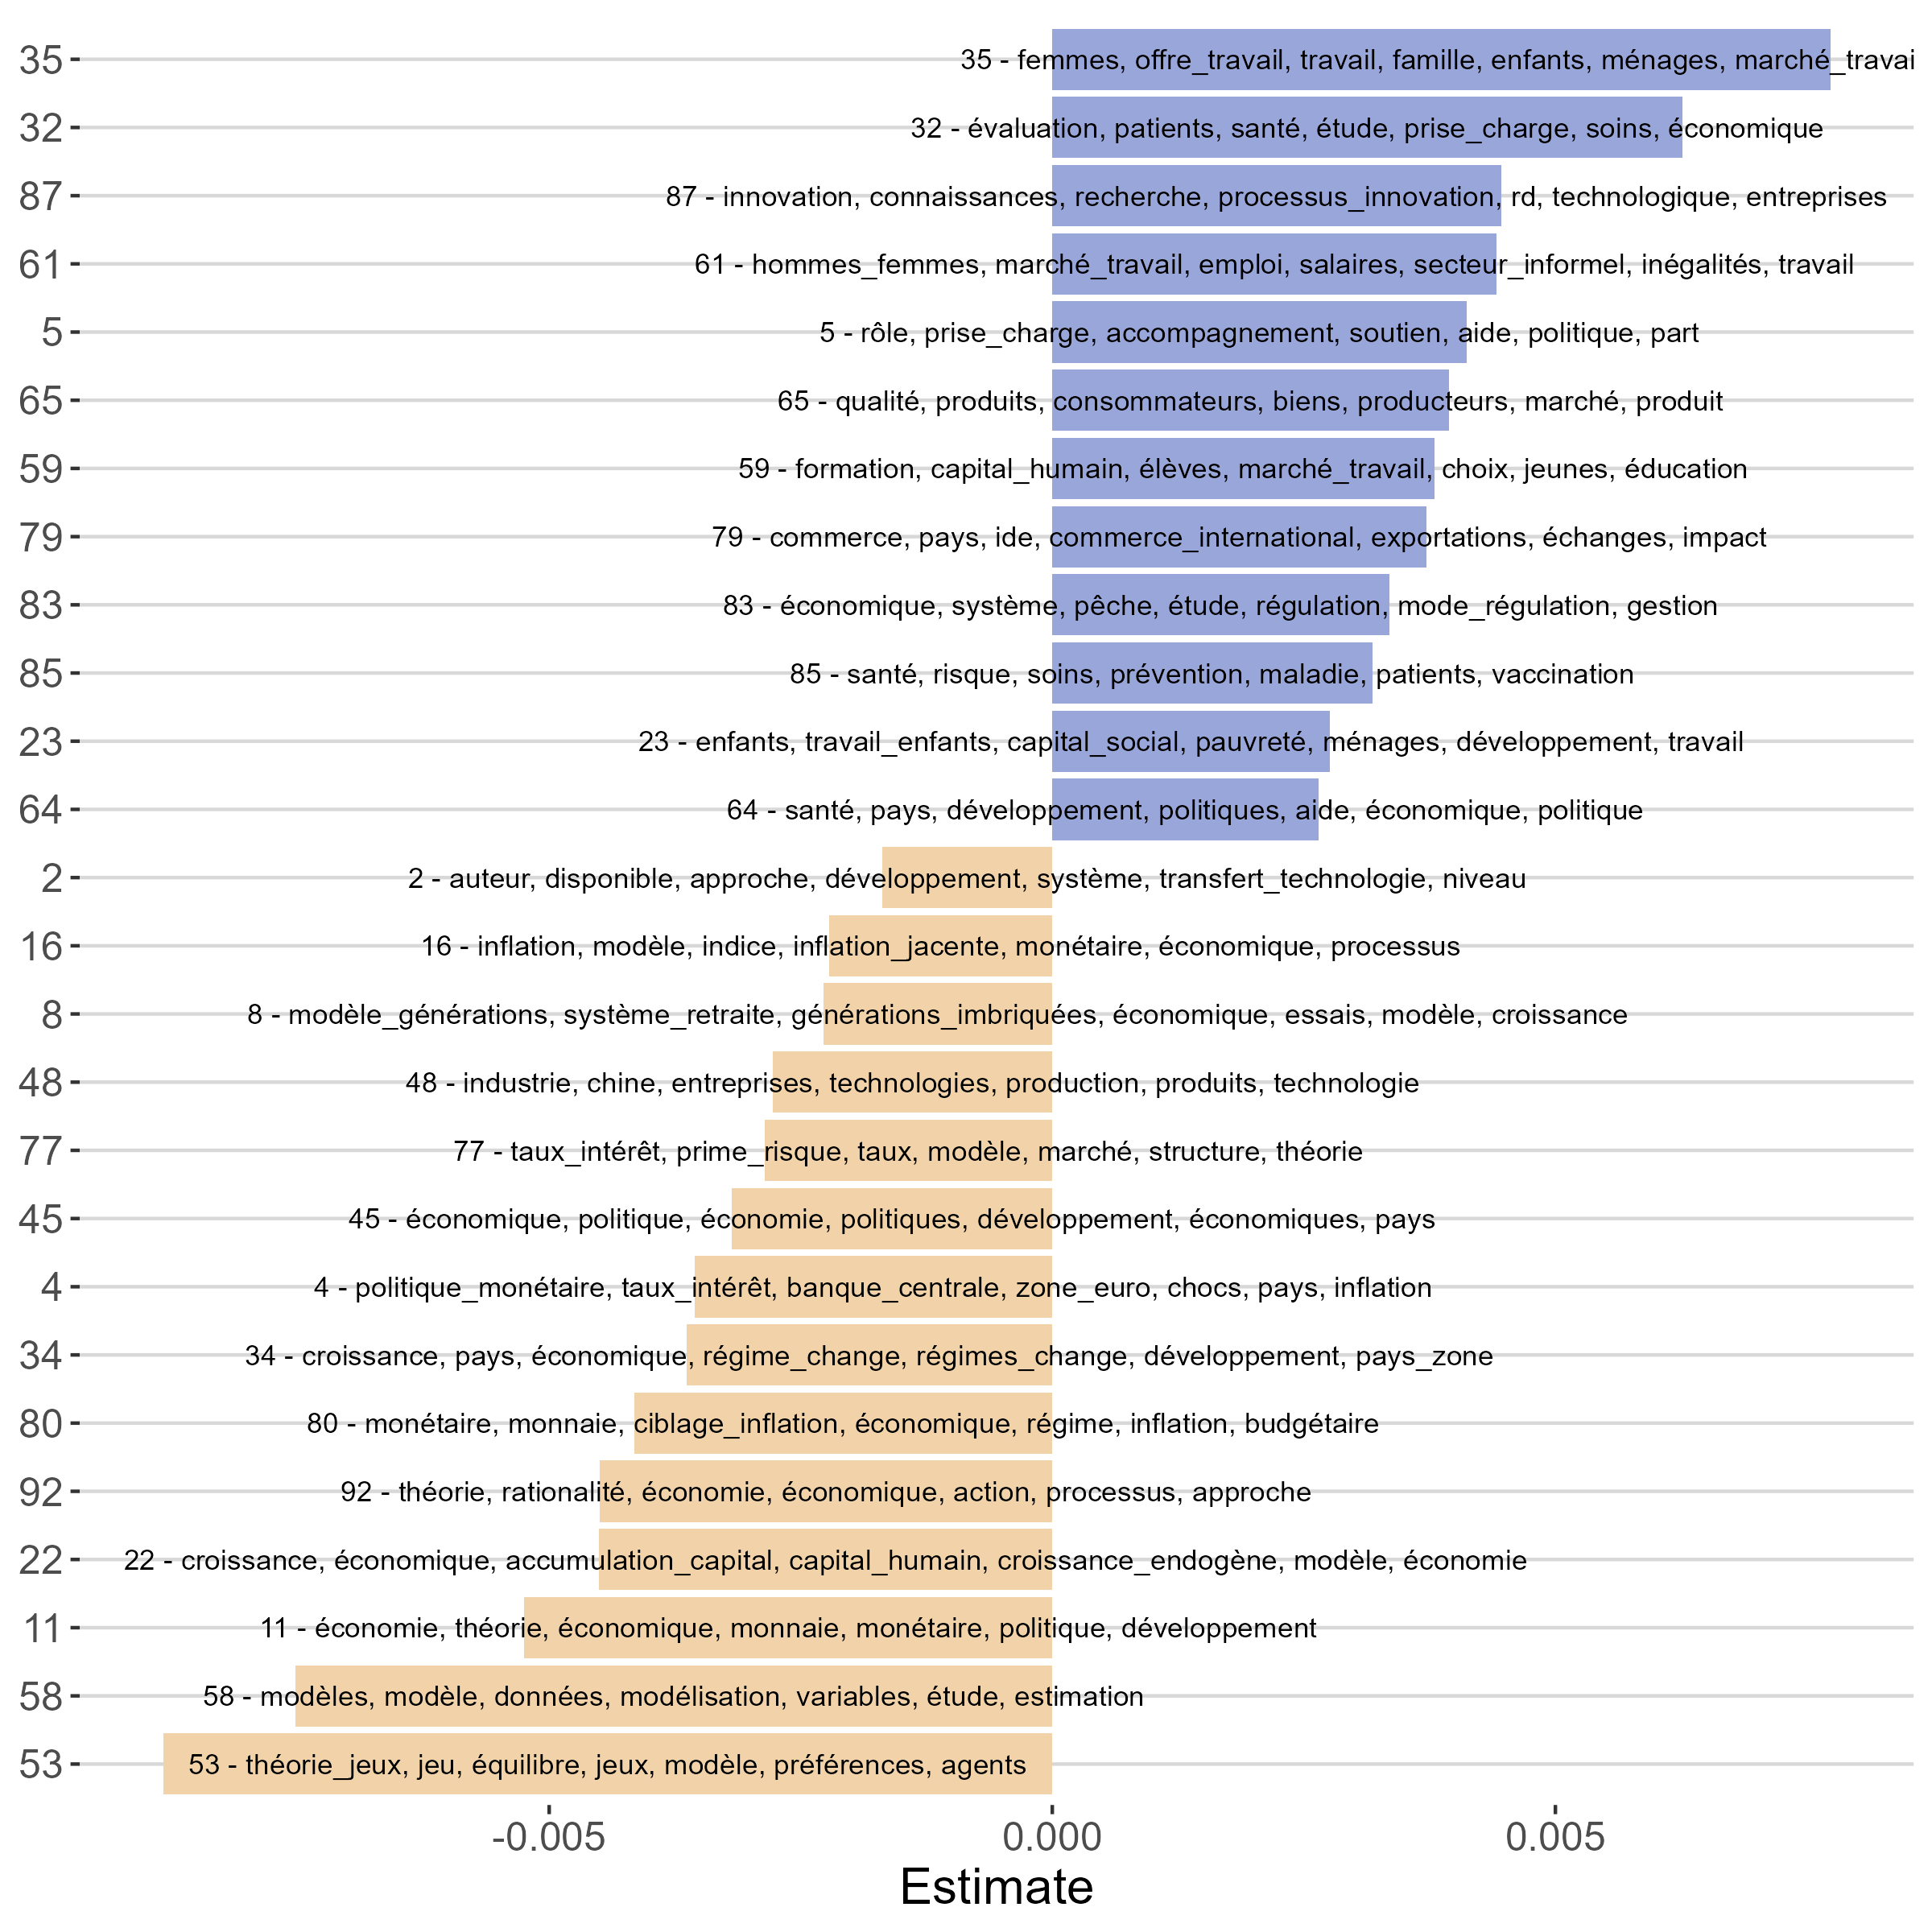 35 35 - femmes, offre_travail, travail, famille, enfants, ménages, marché_travai
32 32 - évaluation, patients, santé, étude, prise_charge, soins, économique
87 87 - innovation, connaissances, recherche, processus_innovation, rd, technologique, entreprises
61 61 - hommes_femmes, marché_travail, emploi, salaires, secteur_informel, inégalités, travail
5 5 - rôle, prise_charge, accompagnement, soutien, aide, politique, part
65 65 - qualité, produits, consommateurs, biens, producteurs, marché, produit
59 59 - formation, capital_humain, élèves, marché_travail, choix, jeunes, éducation
79 79 - commerce, pays, ide, commerce_international, exportations, échanges, impact
83 83 - économique, système, pêche, étude, régulation, mode_régulation, gestion
85 85 - santé, risque, soins, prévention, maladie, patients, vaccination
23 23 - enfants, travail_enfants, capital_social, pauvreté, ménages, développement, travail
64 64 - santé, pays, développement, politiques, aide, économique, politique
2 2 - auteur, disponible, approche, développement, système, transfert_technologie, niveau
16 16 - inflation, modèle, indice, inflation_jacente, monétaire, économique, processus
8 8 - modèle_générations, système_retraite, générations_imbriquées, économique, essais, modèle, croissance
48 48 - industrie, chine, entreprises, technologies, production, produits, technologie
77 77 - taux_intérêt, prime_risque, taux, modèle, marché, structure, théorie
45 45 - économique, politique, économie, politiques, développement, économiques, pays
4 4 - politique_monétaire, taux_intérêt, banque_centrale, zone_euro, chocs, pays, inflation
34 34 - croissance, pays, économique, régime_change, régimes_change, développement, pays_zone
80 80 - monétaire, monnaie, ciblage_inflation, économique, régime, inflation, budgétaire
92 92 - théorie, rationalité, économie, économique, action, processus, approche
22 22 - croissance, économique, accumulation_capital, capital_humain, croissance_endogène, modèle, économie
11 11 - économie, théorie, économique, monnaie, monétaire, politique, développement
58 58 - modèles, modèle, données, modélisation, variables, étude, estimation
53 53 - théorie_jeux, jeu, équilibre, jeux, modèle, préférences, agents
-0.005 0.000 0.005
Estimate